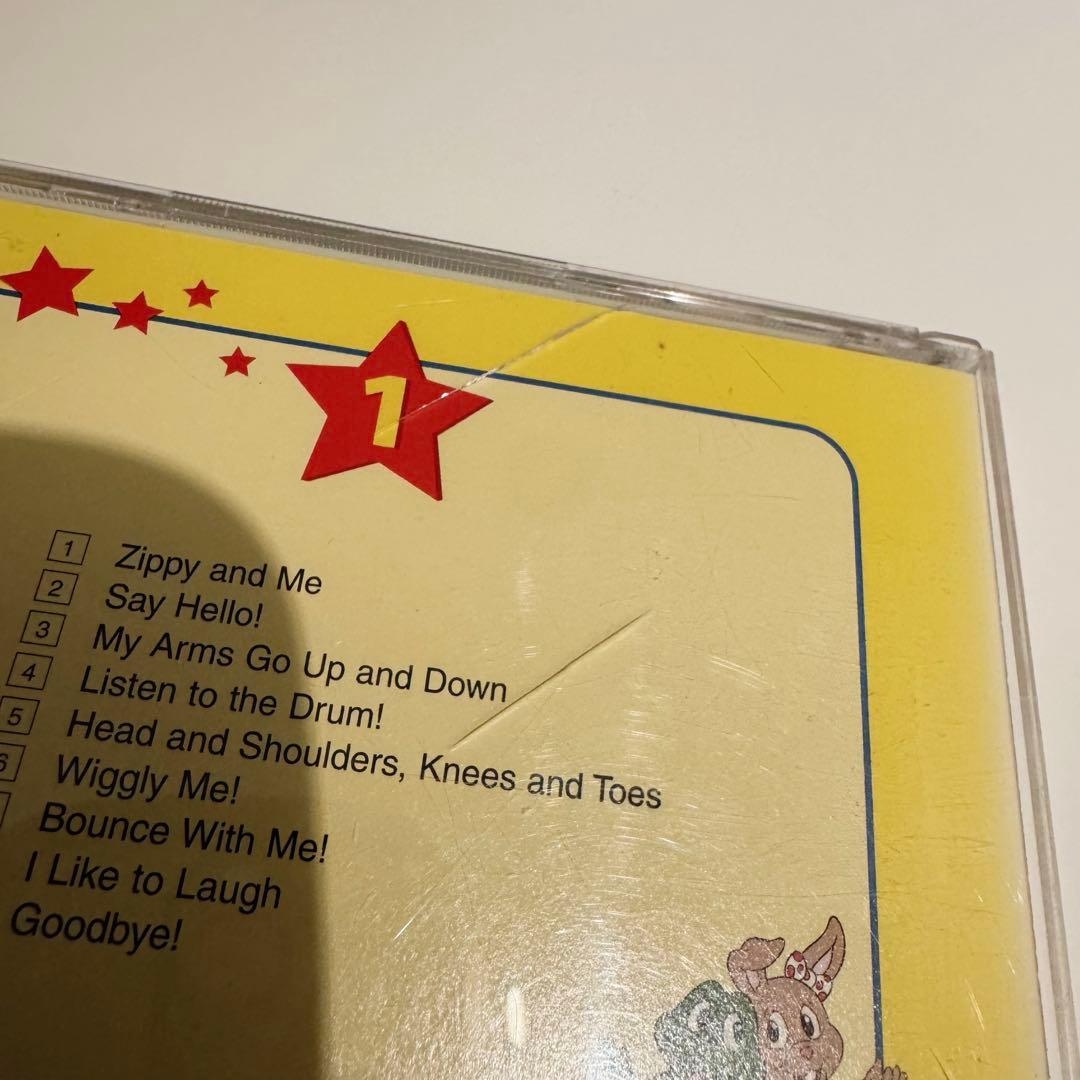 1
1 Zippy and Me
2 Say Hello!
3 My Arms Go Up and Down
4 Listen to the Drum!
5 Head and Shoulders, Knees and Toes
6 Wiggly Me!
Bounce With Me!
I Like to Laugh
Goodbye!